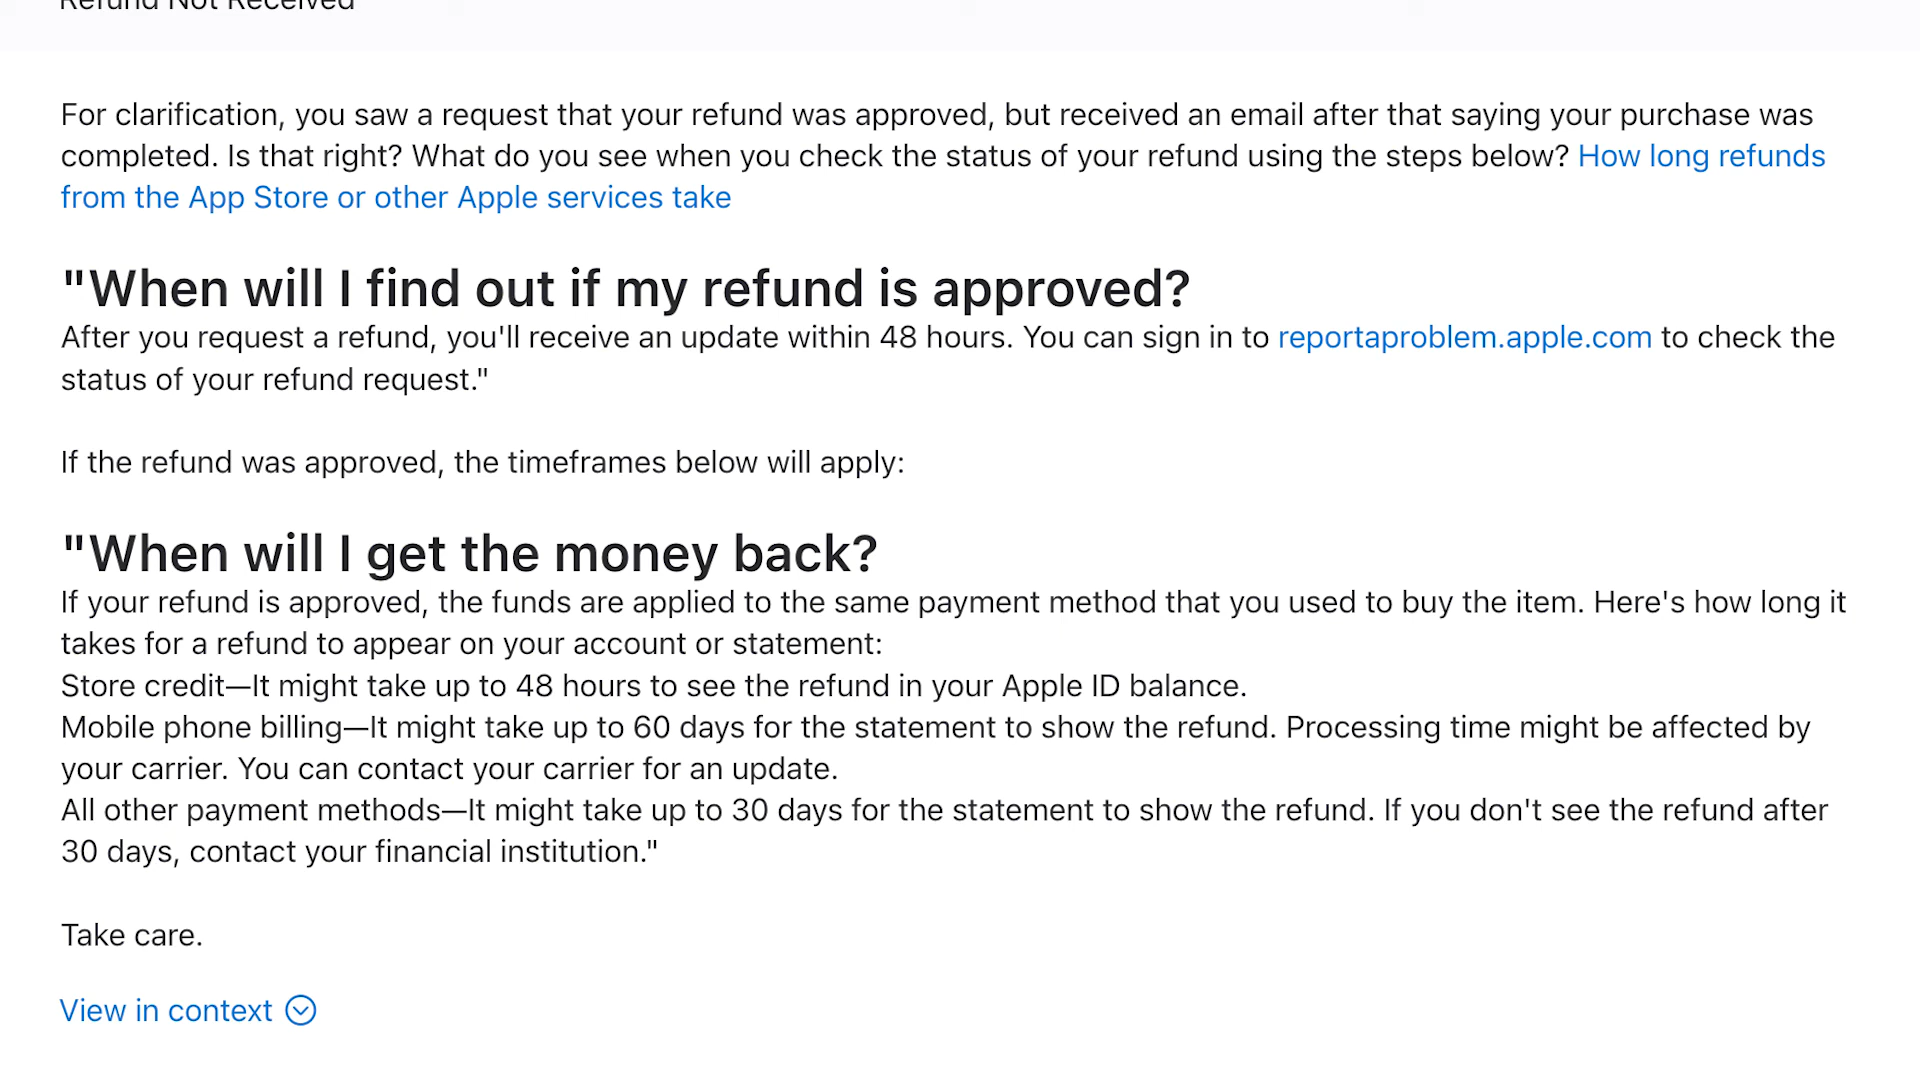 Refund Not Received
For clarification, you saw a request that your refund was approved, but received an email after that saying your purchase was
completed. Is that right? What do you see when you check the status of your refund using the steps below? How long refunds
from the App Store or other Apple services take
"When will I find out if my refund is approved?
After you request a refund, you'll receive an update within 48 hours. You can sign in to reportaproblem.apple.com to check the
status of your refund request."
If the refund was approved, the timeframes below will apply:
"When will I get the money back?
If your refund is approved, the funds are applied to the same payment method that you used to buy the item. Here's how long it
takes for a refund to appear on your account or statement:
Store credit—It might take up to 48 hours to see the refund in your Apple ID balance.
Mobile phone billing—It might take up to 60 days for the statement to show the refund. Processing time might be affected by
your carrier. You can contact your carrier for an update.
All other payment methods—It might take up to 30 days for the statement to show the refund. If you don't see the refund after
30 days, contact your financial institution."
Take care.
View in context